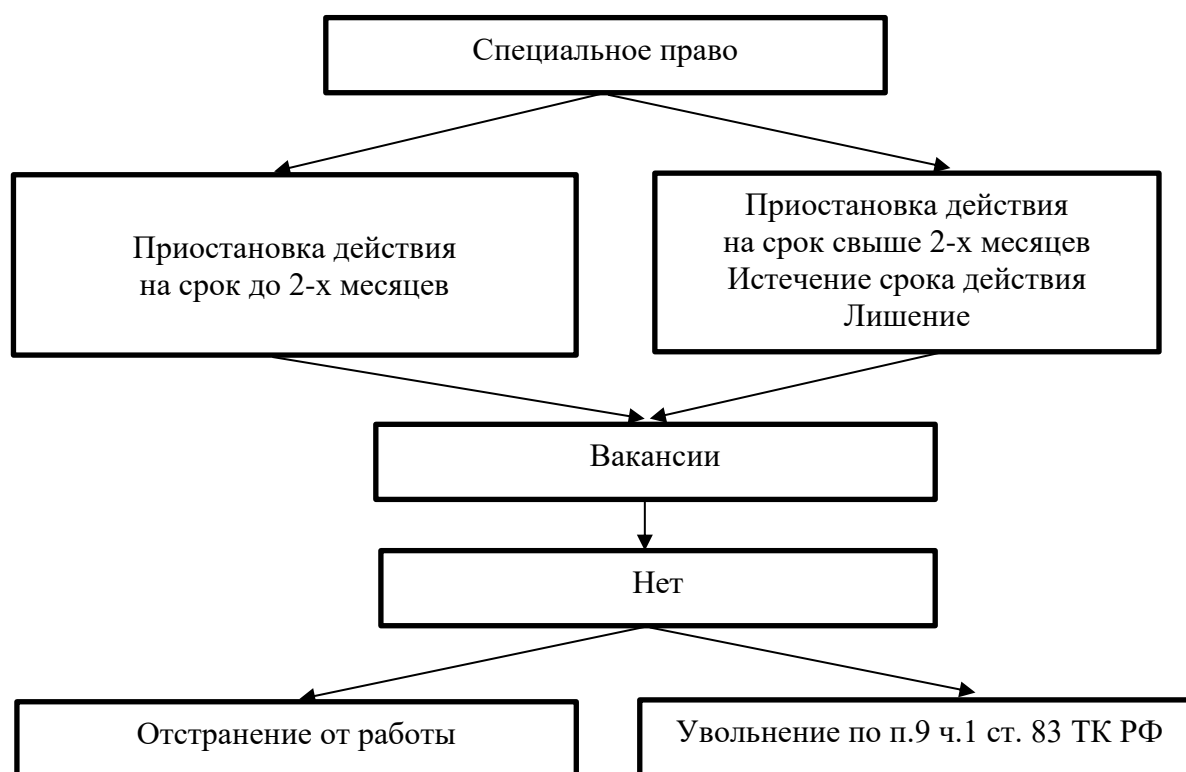 Специальное право
Приостановка действия
на срок до 2-х месяцев
Приостановка действия
на срок свыше 2-х месяцев
Истечение срока действия
Лишение
Вакансии
Нет
Отстранение от работы
Увольнение по п.9 ч.1 ст. 83 ТК РФ